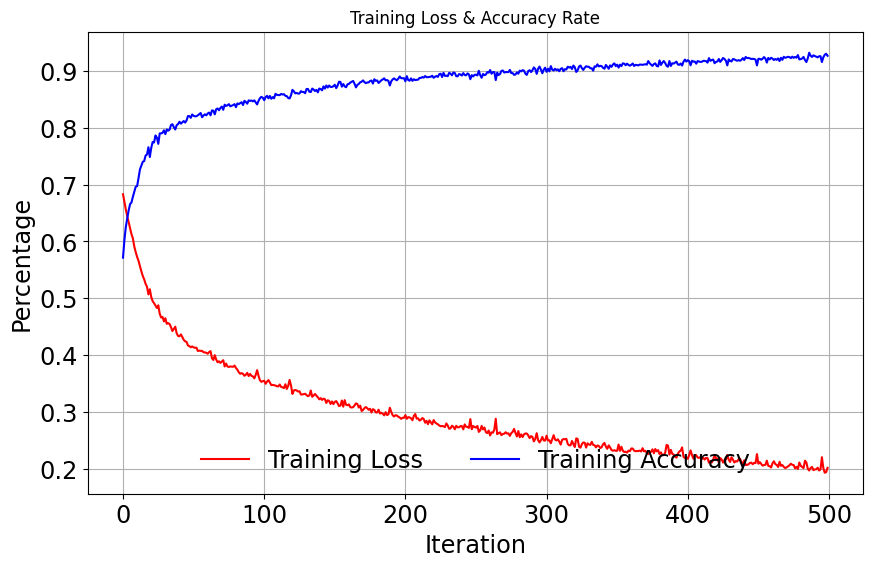 Training Loss & Accuracy Rate
0.9
0.8
0.7
0.6
0.5
0.4
0.3
0.2
Percentage
Training Loss Training Accuracy
0 100 200 300 400 500
Iteration